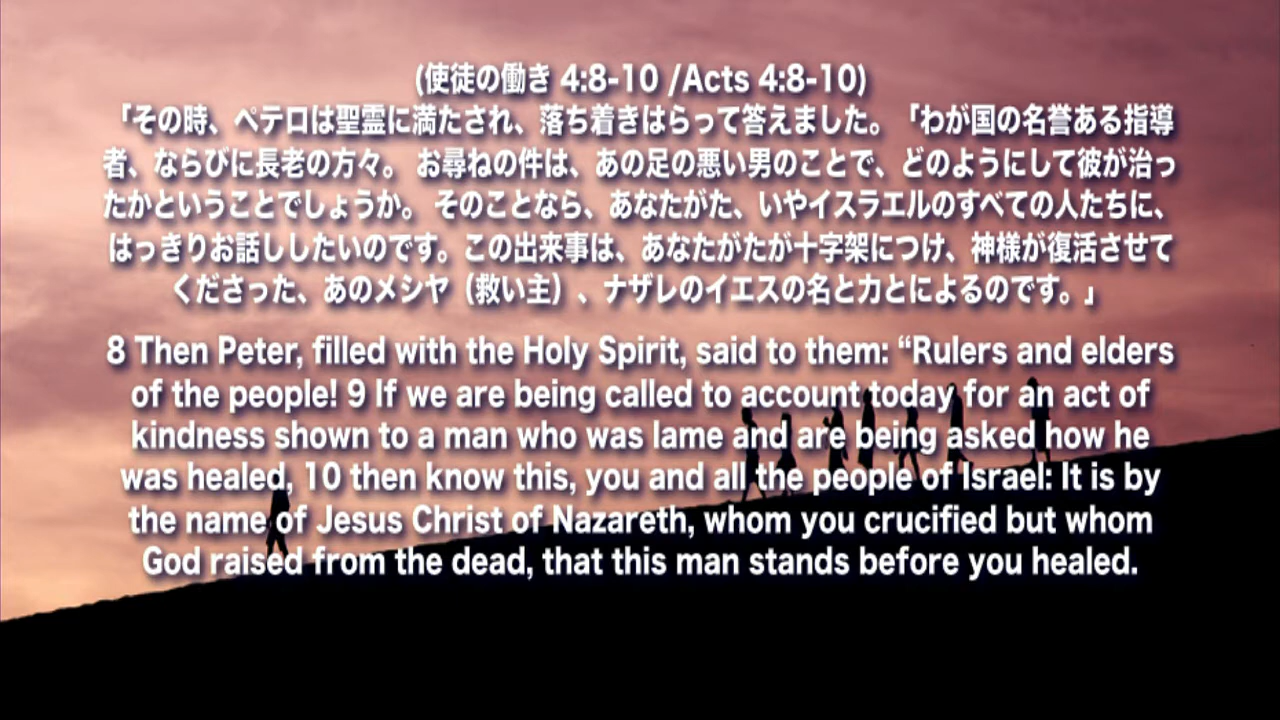 (使徒の働き 4:8-10 /Acts 4:8-10)
「その時、ペテロは聖霊に満たされ、落ち着きはらって答えました。「わが国の名誉ある指導
者、ならびに長老の方々。 お尋ねの件は、あの足の悪い男のことで、どのようにして彼が治っ
たかということでしょうか。 そのことなら、あなたがた、いやイスラエルのすべての人たちに、
はっきりお話ししたいのです。この出来事は、あなたがたが十字架につけ、神様が復活させて
くださった、あのメシヤ（救い主）、ナザレのイエスの名と力とによるのです。」
8 Then Peter, filled with the Holy Spirit, said to them: “Rulers and elders
of the people! 9 If we are being called to account today for an act of
kindness shown to a man who was lame and are being asked how he
was healed, 10 then know this, you and all the people of Israel: It is by
the name of Jesus Christ of Nazareth, whom you crucified but whom
God raised from the dead, that this man stands before you healed.